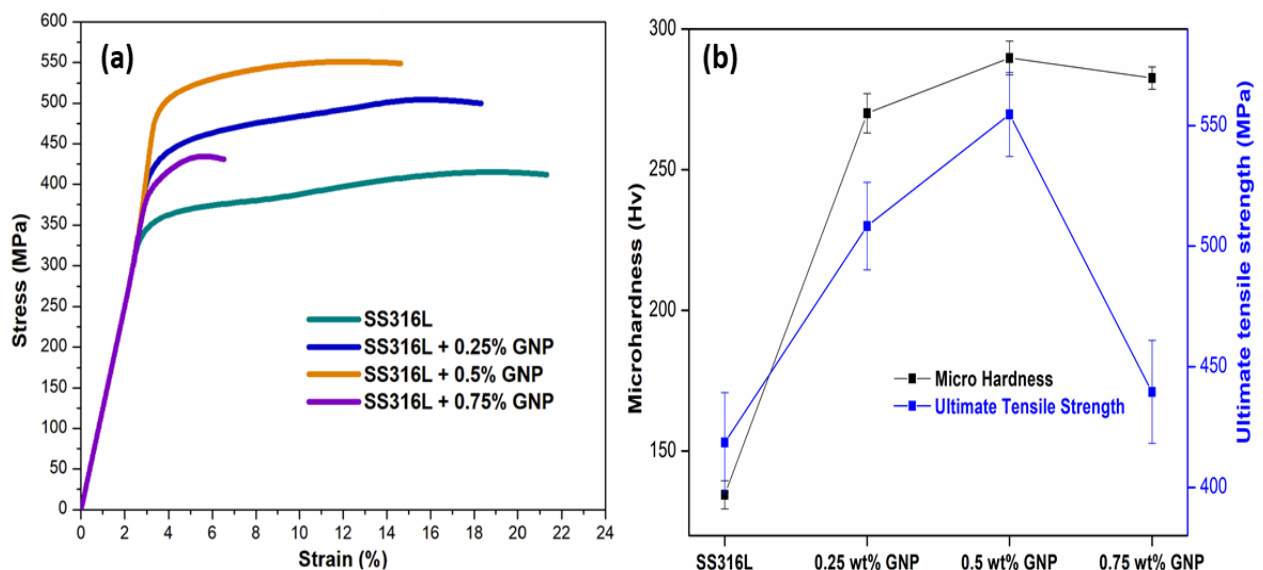 (a)
600
550
500
450
400
350
300
250
200
150
100
50
0
Stress (MPa)
0 2 4 6 8 10 12 14 16 18 20 22 24
Strain (%)
SS316L
SS316L + 0.25% GNP
SS316L + 0.5% GNP
SS316L + 0.75% GNP
(b)
300
250
200
150
Microhardness (Hv)
SS316L 0.25 wt% GNP 0.5 wt% GNP 0.75 wt% GNP
Micro Hardness
Ultimate Tensile Strength
550
500
450
400
Ultimate tensile strength (MPa)